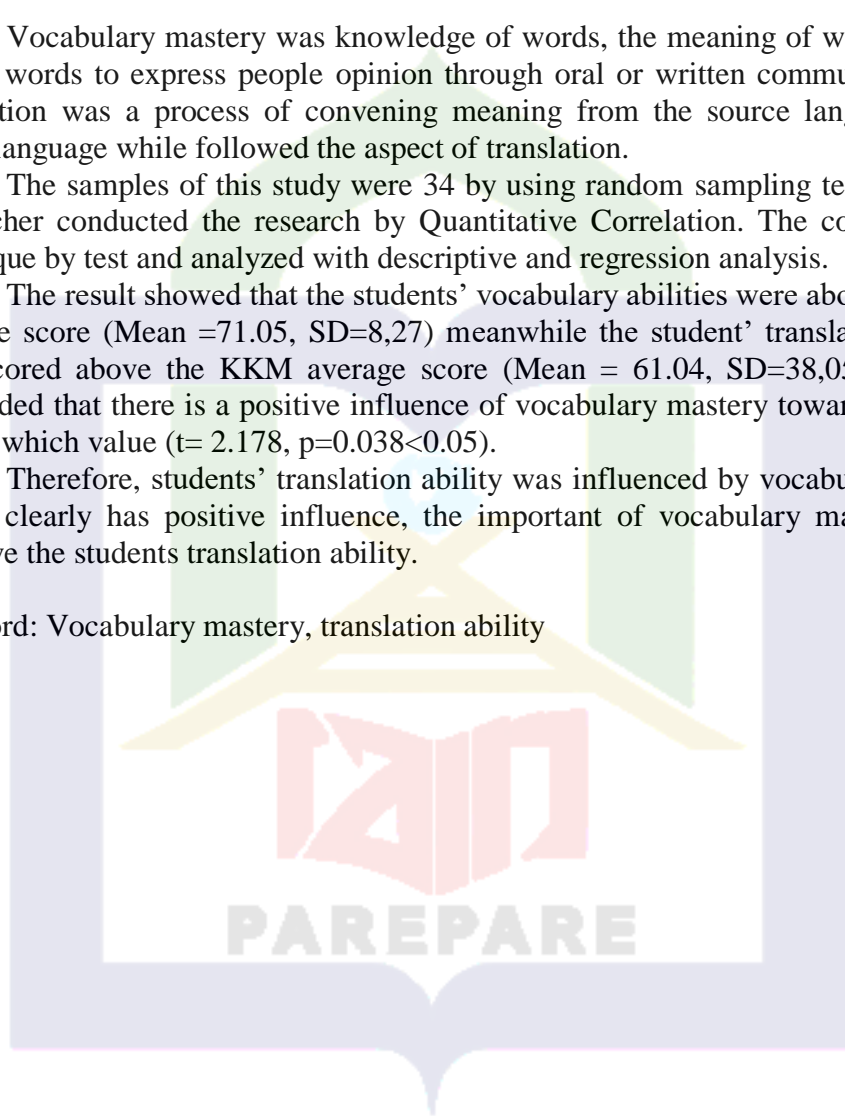 Vocabulary mastery was knowledge of words, the meaning of w
words to express people opinion through oral or written commu
tion was a process of convening meaning from the source lang
language while followed the aspect of translation.
The samples of this study were 34 by using random sampling te
cher conducted the research by Quantitative Correlation. The co
que by test and analyzed with descriptive and regression analysis.
The result showed that the students’ vocabulary abilities were abo
e score (Mean =71.05, SD=8,27) meanwhile the student’ transla
cored above the KKM average score (Mean = 61.04, SD=38,05
ded that there is a positive influence of vocabulary mastery towar
which value (t= 2.178, p=0.038<0.05).
Therefore, students’ translation ability was influenced by vocabu
clearly has positive influence, the important of vocabulary ma
ve the students translation ability.
ord: Vocabulary mastery, translation ability
PAREPARE